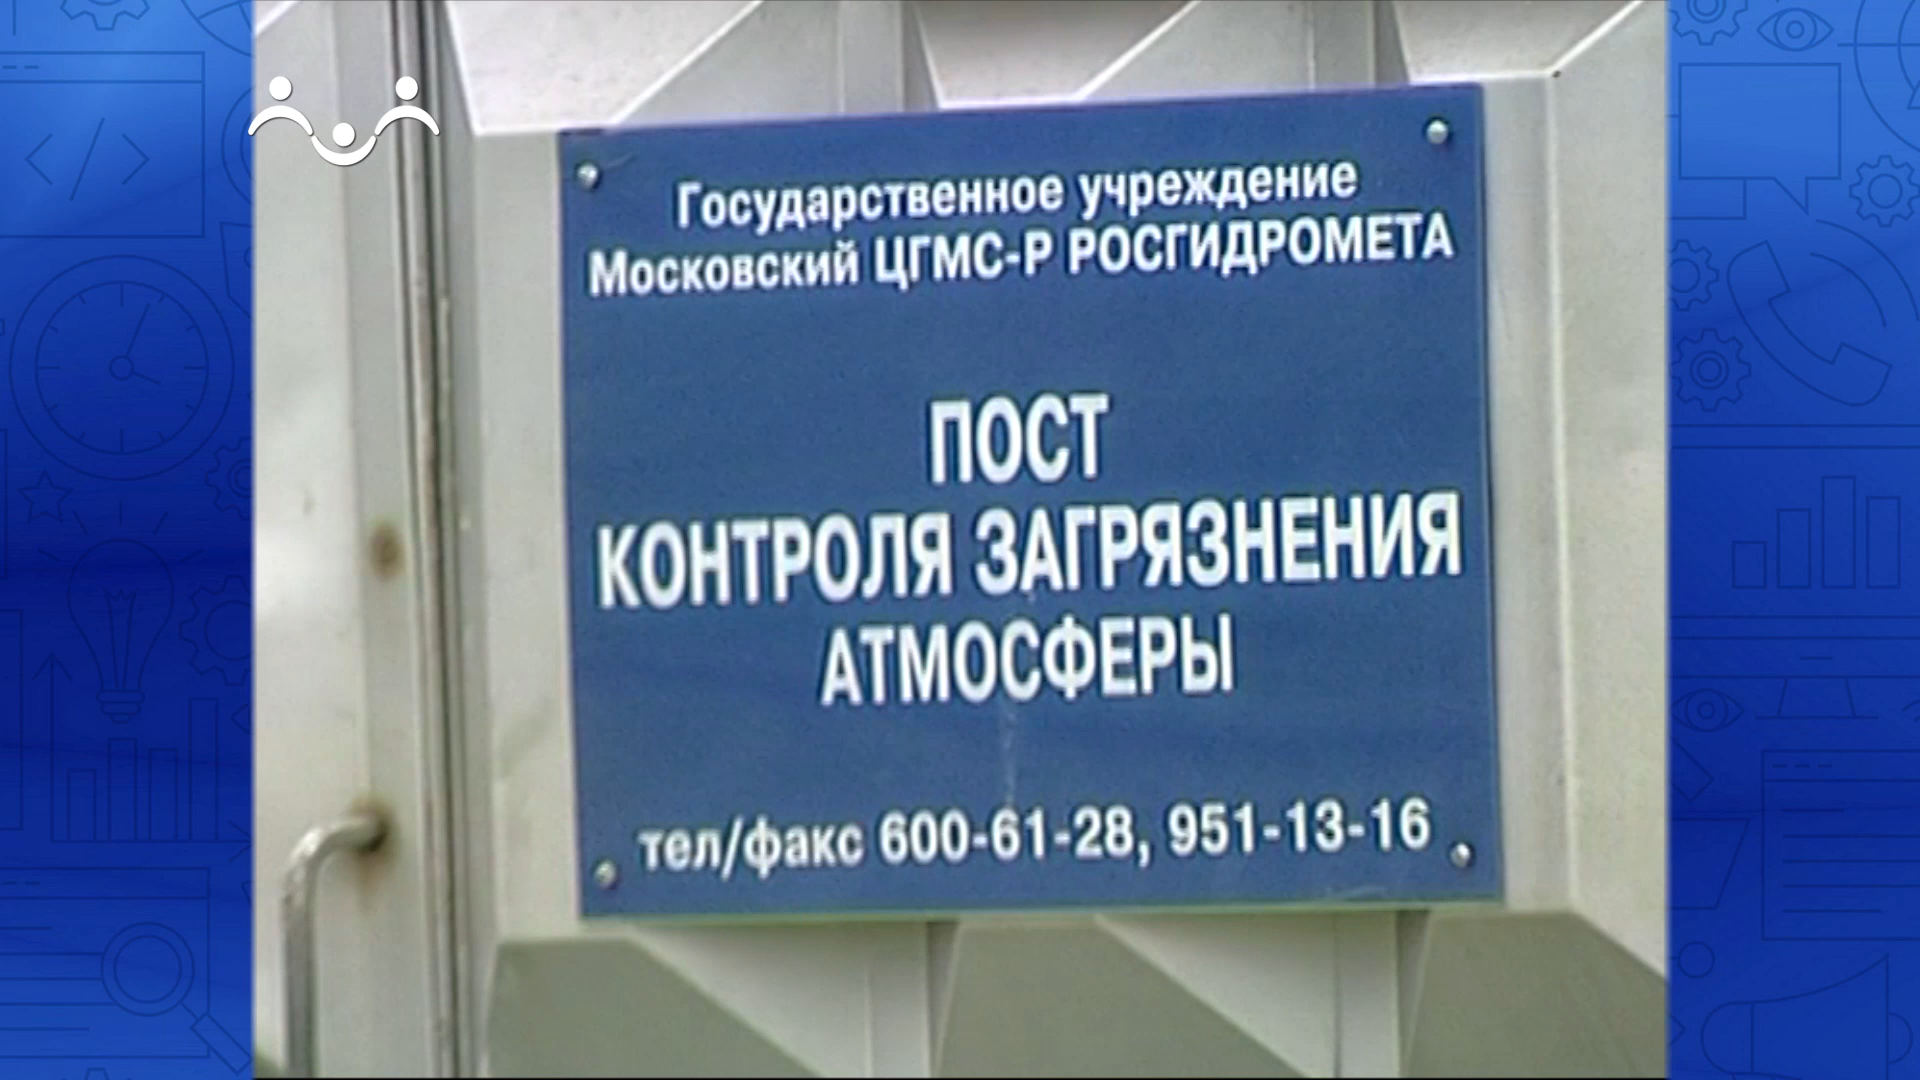 Государственное учреждение
Московский ЦГМС-Р РОСГИДРОМЕТА
ПОСТ
КОНТРОЛЯ ЗАГРЯЗНЕНИЯ
АТМОСФЕРЫ
тел/факс 600-61-28, 951-13-16